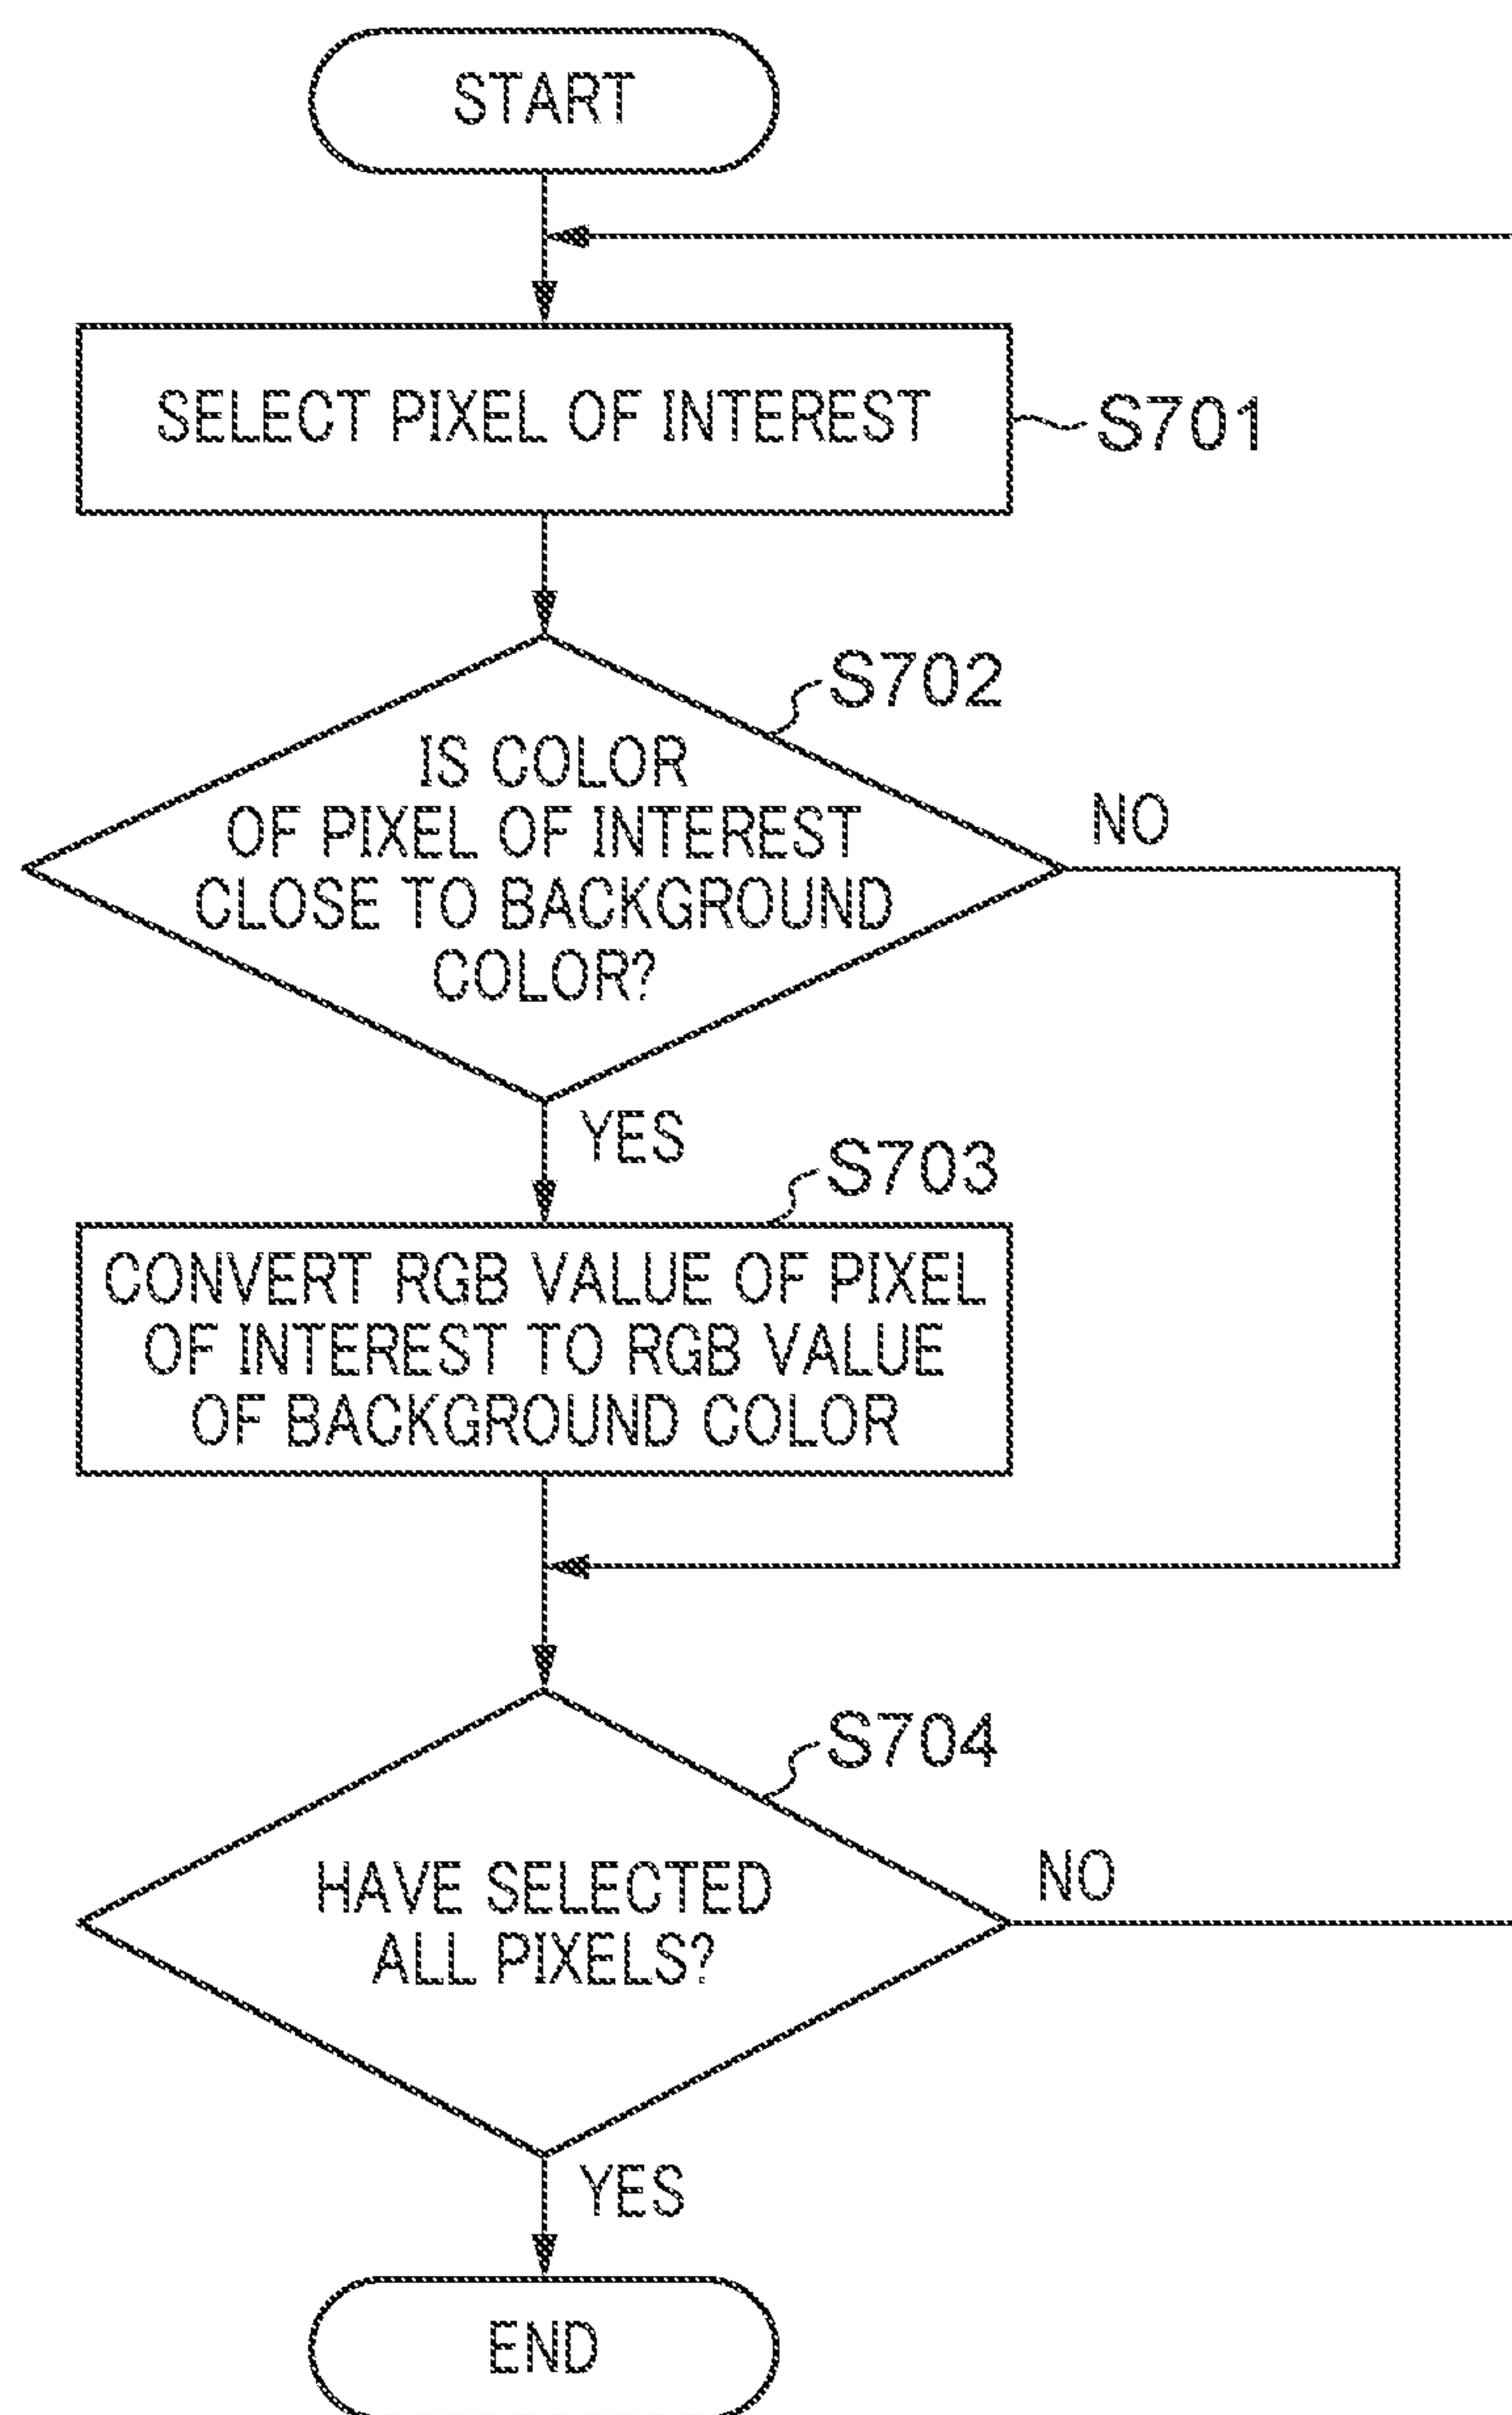 START
SELECT PIXEL OF INTEREST
S701
S702
IS COLOR
OF PIXEL OF INTEREST
CLOSE TO BACKGROUND
COLOR?
NO
YES
S703
CONVERT RGB VALUE OF PIXEL
OF INTEREST TO RGB VALUE
OF BACKGROUND COLOR
S704
HAVE SELECTED
ALL PIXELS?
NO
YES
END